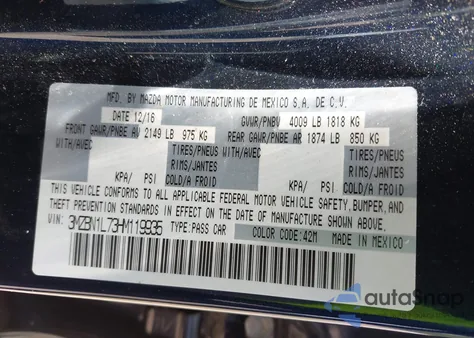 MFD. BY MAZDA MOTOR MANUFACTURING DE MEXICO S.A. DE C.V.
DATE 12/16 GVWR/PNBV 4009 LB 1818 KG
FRONT GAWR/PNBE AV 2149 LB 975 KG REAR GAWR/PNBE AR 1874 LB 850 KG
WITH/AVEC TIRES/PNEUS WITH/AVEC TIRES/PNEUS
RIMS/JANTES RIMS/JANTES
KPA/ PSI COLD/A FROID KPA/ PSI COLD/A FROID
THIS VEHICLE CONFORMS TO ALL APPLICABLE FEDERAL MOTOR VEHICLE SAFETY, BUMPER, AND
THEFT PREVENTION STANDARDS IN EFFECT ON THE DATE OF MANUFACTURE SHOWN ABOVE.
VIN: 3MZBN1L73HM119935 TYPE: PASS CAR COLOR CODE: 42M MADE IN MEXICO
autoSnap